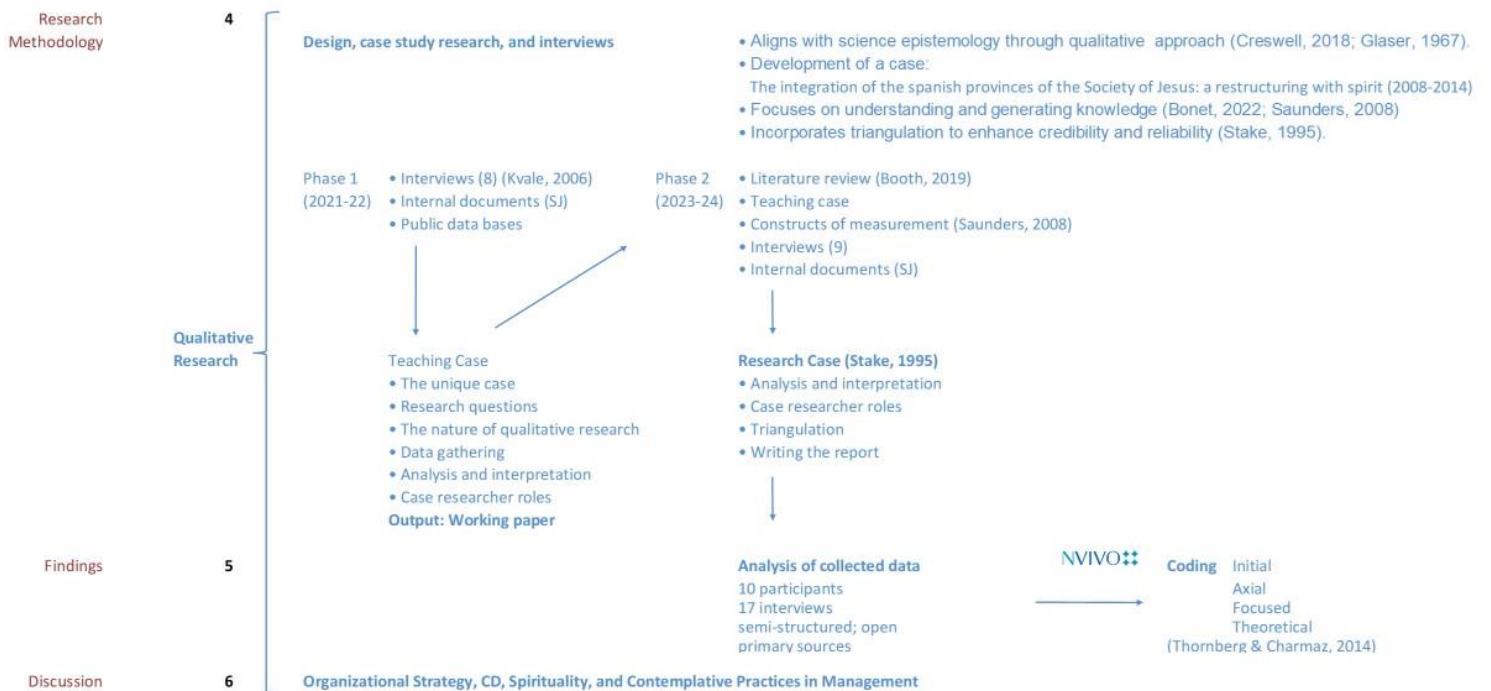 Research Methodology
4
Design, case study research, and interviews
• Aligns with science epistemology through qualitative approach (Creswell, 2018; Glaser, 1967).
• Development of a case:
The integration of the spanish provinces of the Society of Jesus: a restructuring with spirit (2008-2014)
• Focuses on understanding and generating knowledge (Bonet, 2022; Saunders, 2008)
• Incorporates triangulation to enhance credibility and reliability (Stake, 1995).
Phase 1
(2021-22)
• Interviews (8) (Kvale, 2006)
• Internal documents (SJ)
• Public data bases
Phase 2
(2023-24)
• Literature review (Booth, 2019)
• Teaching case
• Constructs of measurement (Saunders, 2008)
• Interviews (9)
• Internal documents (SJ)
Qualitative
Research
Teaching Case
• The unique case
• Research questions
• The nature of qualitative research
• Data gathering
• Analysis and interpretation
• Case researcher roles
Output: Working paper
Research Case (Stake, 1995)
• Analysis and interpretation
• Case researcher roles
• Triangulation
• Writing the report
Findings
5
Analysis of collected data
10 participants
17 interviews
semi-structured; open
primary sources
NVIVO
Coding Initial
Axial
Focused
Theoretical
(Thornberg & Charmaz, 2014)
Discussion
6
Organizational Strategy, CD, Spirituality, and Contemplative Practices in Management